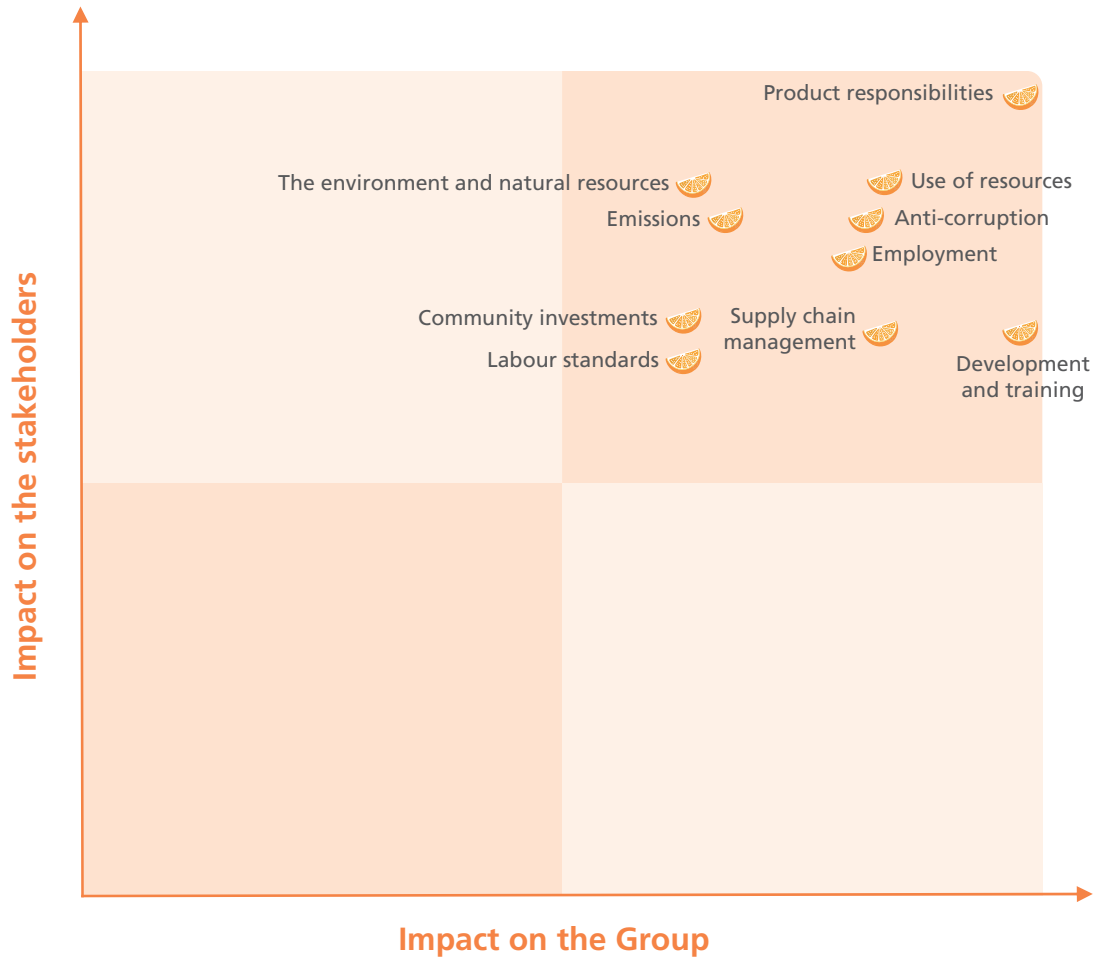 Product responsibilities
The environment and natural resources
Use of resources
Emissions
Anti-corruption
Employment
Community investments
Supply chain
management
Labour standards
Development
and training
Impact on the stakeholders
Impact on the Group